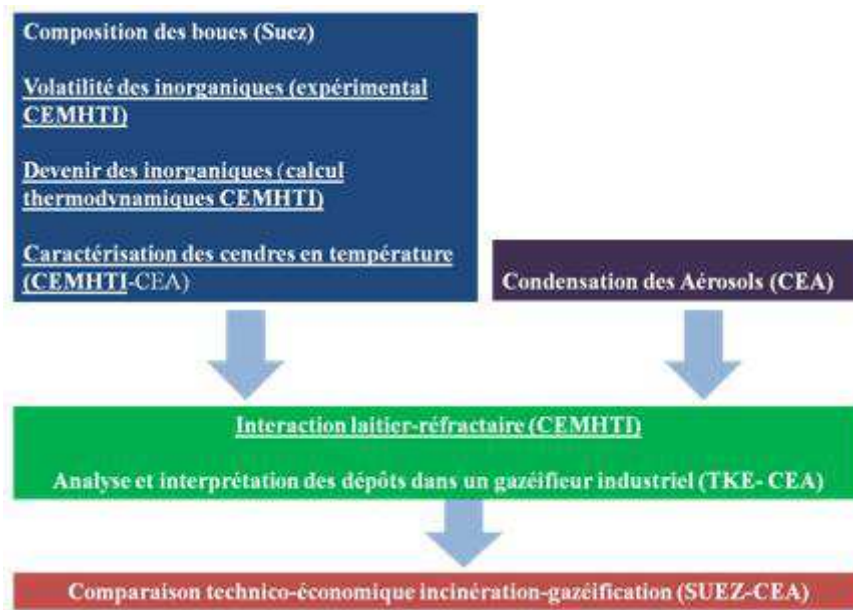 Composition des boues (Suez)
Volatilité des inorganiques (expérimental
CEMHTI)
Devenir des inorganiques (calcul
thermodynamiques CEMHTI)
Caractérisation des cendres en température
(CEMHTI-CEA)
Condensation des Aérosols (CEA)
Interaction laitier-réfractaire (CEMHTI)
Analyse et interprétation des dépôts dans un gazéifieur industriel (TKE- CEA)
Comparaison technico-économique incinération-gazéification (SUEZ-CEA)